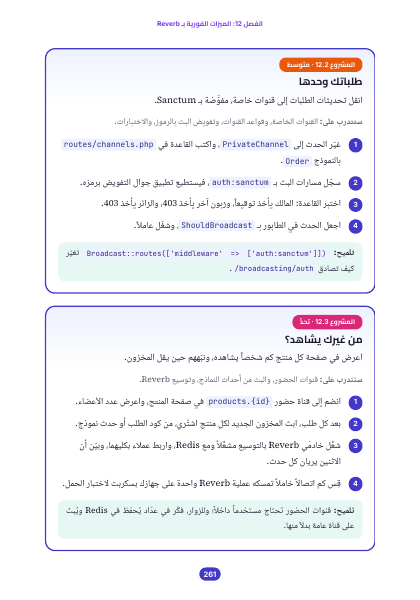 الفصل 12: الميزات الفورية بـ Reverb
المشروع 12.2 · متوسط
طلباتك وحدها
انقل تحديثات الطلبات إلى قنوات خاصة، مفوَّضة بـ Sanctum.
ستتدرب على: القنوات الخاصة، وقواعد القنوات، وتفويض البث بالرموز، والاختبارات.
1 غيّر الحدث إلى PrivateChannel ، واكتب القاعدة في routes/channels.php
بالنموذج Order .
2 سجّل مسارات البث بـ auth:sanctum ، فيستطيع تطبيق جوال التفويض برمزه.
3 اختبر القاعدة: المالك يأخذ توقيعاً، وزبون آخر يأخذ 403، والزائر يأخذ 403.
4 اجعل الحدث في الطابور بـ ShouldBroadcast ، وشغّل عاملاً.
تلميح: Broadcast::routes(['middleware' => ['auth:sanctum']]) تغيّر
كيف تصادق /broadcasting/auth .
المشروع 12.3 · تحدٍّ
من غيرك يشاهد؟
اعرض في صفحة كل منتج كم شخصاً يشاهده، ونبّههم حين يقل المخزون.
ستتدرب على: قنوات الحضور، والبث من أحداث النماذج، وتوسيع Reverb.
1 انضم إلى قناة حضور products.{id} في صفحة المنتج، واعرض عدد الأعضاء.
2 بعد كل طلب، ابث المخزون الجديد لكل منتج اشتُري، من كود الطلب أو حدث نموذج.
3 شغّل خادمَي Reverb بالتوسيع مشغّلاً ومع Redis، واربط عملاء بكليهما، وبيّن أن
الاثنين يريان كل حدث.
4 قِس كم اتصالاً خاملاً تمسكه عملية Reverb واحدة على جهازك بسكربت لاختبار الحمل.
تلميح: قنوات الحضور تحتاج مستخدماً داخلاً؛ وللزوار، فكّر في عدّاد يُحفظ في Redis ويُبث
على قناة عامة بدلاً منها.
261